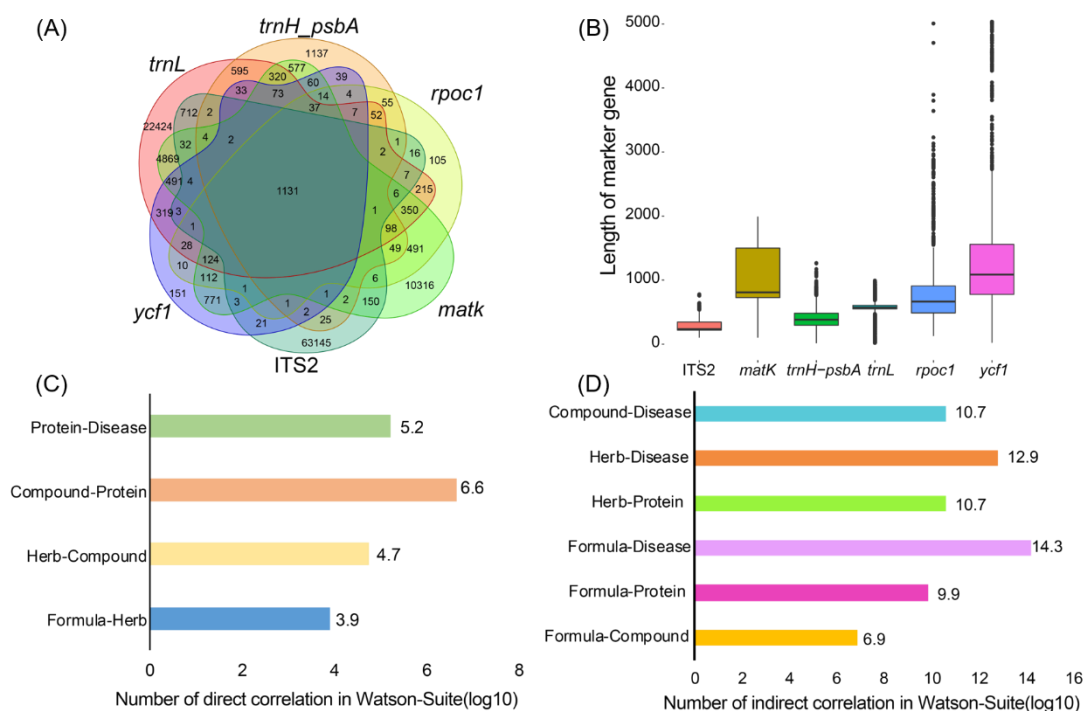 (A)
trnH_psbA
trnL
rpoc1
matk
ITS2
ycf1
1137
595 577 39
320 60
33 73 14 4 55
712 2 37 7 52
22424 4 2 1 16 105
32 2 7
4869 215
491 4 1131 6
319 3 1 350
1 98
28 124 49 491
10 112 6 10316
151 771 3 1 1 1 2 150
21 2 25
63145
(B)
Length of marker gene
5000
4000
3000
2000
1000
0
ITS2 matK trnH−psbA trnL rpoc1 ycf1
(C)
Protein-Disease 5.2
Compound-Protein 6.6
Herb-Compound 4.7
Formula-Herb 3.9
0 2 4 6 8
Number of direct correlation in Watson-Suite(log10)
(D)
Compound-Disease 10.7
Herb-Disease 12.9
Herb-Protein 10.7
Formula-Disease 14.3
Formula-Protein 9.9
Formula-Compound 6.9
0 2 4 6 8 10 12 14 16
Number of indirect correlation in Watson-Suite(log10)